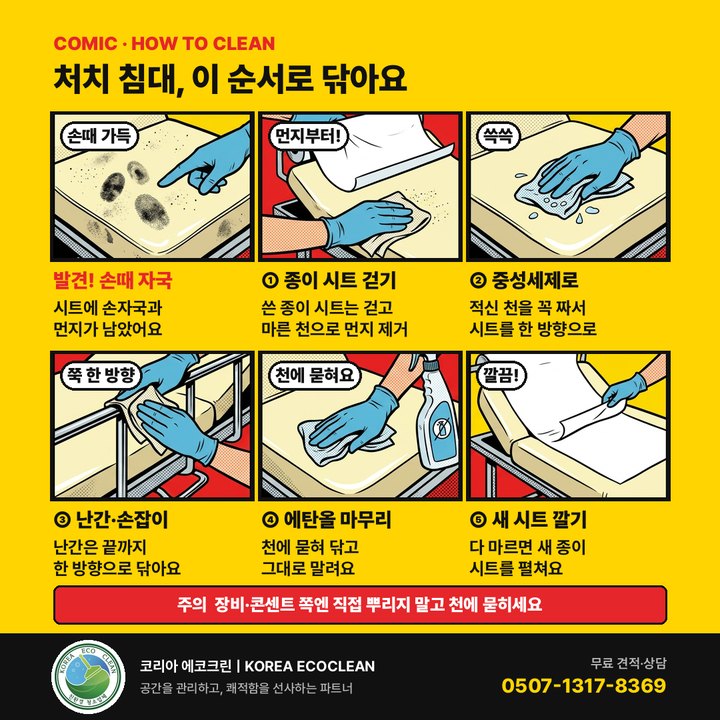 COMIC · HOW TO CLEAN
처치 침대, 이 순서로 닦아요
손때 가득
먼지부터!
쓱쓱
발견! 손때 자국
시트에 손자국과
먼지가 남았어요
① 종이 시트 걷기
쓴 종이 시트는 걷고
마른 천으로 먼지 제거
② 중성세제로
적신 천을 꼭 짜서
시트를 한 방향으로
쭉 한 방향
천에 묻혀요
깔끔!
③ 난간·손잡이
난간은 끝까지
한 방향으로 닦아요
④ 에탄올 마무리
천에 묻혀 닦고
그대로 말려요
⑤ 새 시트 깔기
다 마르면 새 종이
시트를 펼쳐요
주의 장비·콘센트 쪽엔 직접 뿌리지 말고 천에 묻히세요
KOREA ECO CLEAN
친환경 청소업체
코리아 에코크린 | KOREA ECOCLEAN
공간을 관리하고, 쾌적함을 선사하는 파트너
무료 견적·상담
0507-1317-8369